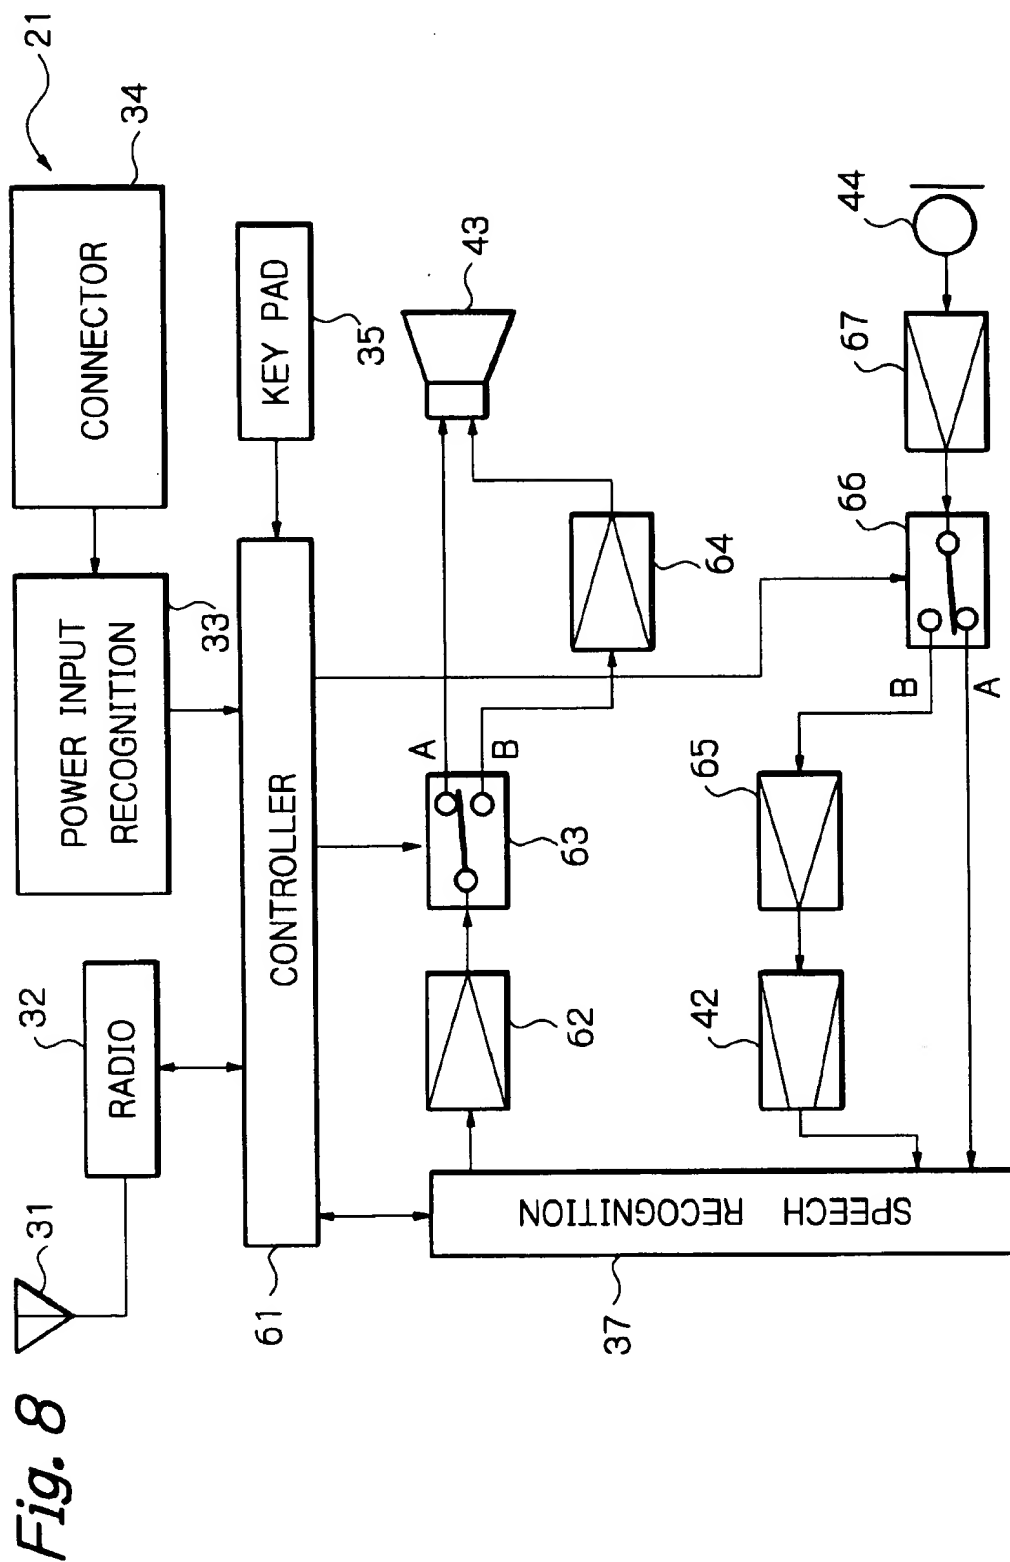 Fig. 8
21
31
32
RADIO
POWER INPUT
RECOGNITION
33
CONNECTOR
34
61
CONTROLLER
KEY PAD
35
37
SPEECH RECOGNITION
62
63
A
B
64
43
42
65
B
A
66
67
44